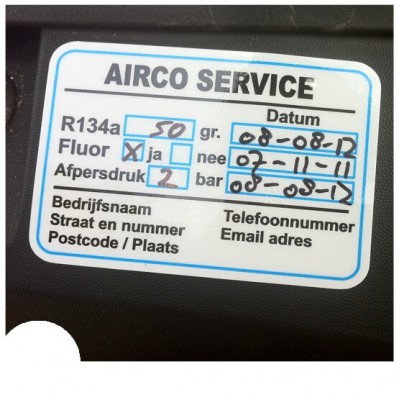 AIRCO SERVICE
Datum
R134a 50 gr. 08-08-12
Fluor X ja nee 07-11-11
Afpersdruk 2 bar 08-08-12
Bedrijfsnaam Telefoonnummer
Straat en nummer Email adres
Postcode / Plaats